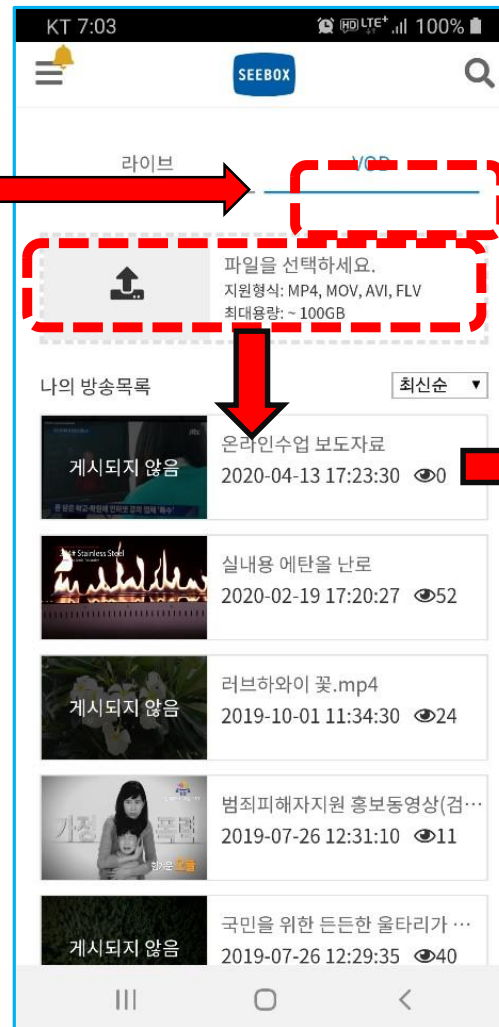 KT 7:03 HD LTE+ 100%
SEEBOX
라이브 VOD
파일을 선택하세요.
지원형식: MP4, MOV, AVI, FLV
최대용량: ~ 100GB
나의 방송목록 최신순
게시되지 않음
온라인수업 보도자료
2020-04-13 17:23:30 0
실내용 에탄올 난로
2020-02-19 17:20:27 52
게시되지 않음
러브하와이 꽃.mp4
2019-10-01 11:34:30 24
가정 폭력
범죄피해자지원 홍보동영상(검…
2019-07-26 12:31:10 11
게시되지 않음
국민을 위한 든든한 울타리가 …
2019-07-26 12:29:35 40